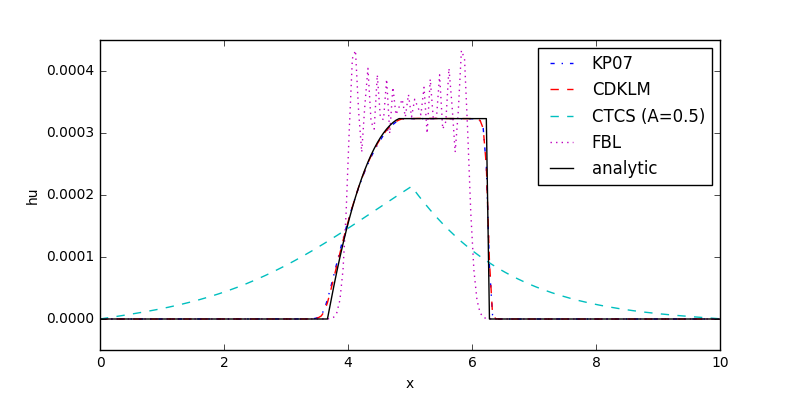 0.0004
0.0003
0.0002
0.0001
0.0000
hu
0
2
4
6
8
10
x
KP07
CDKLM
CTCS (A=0.5)
FBL
analytic